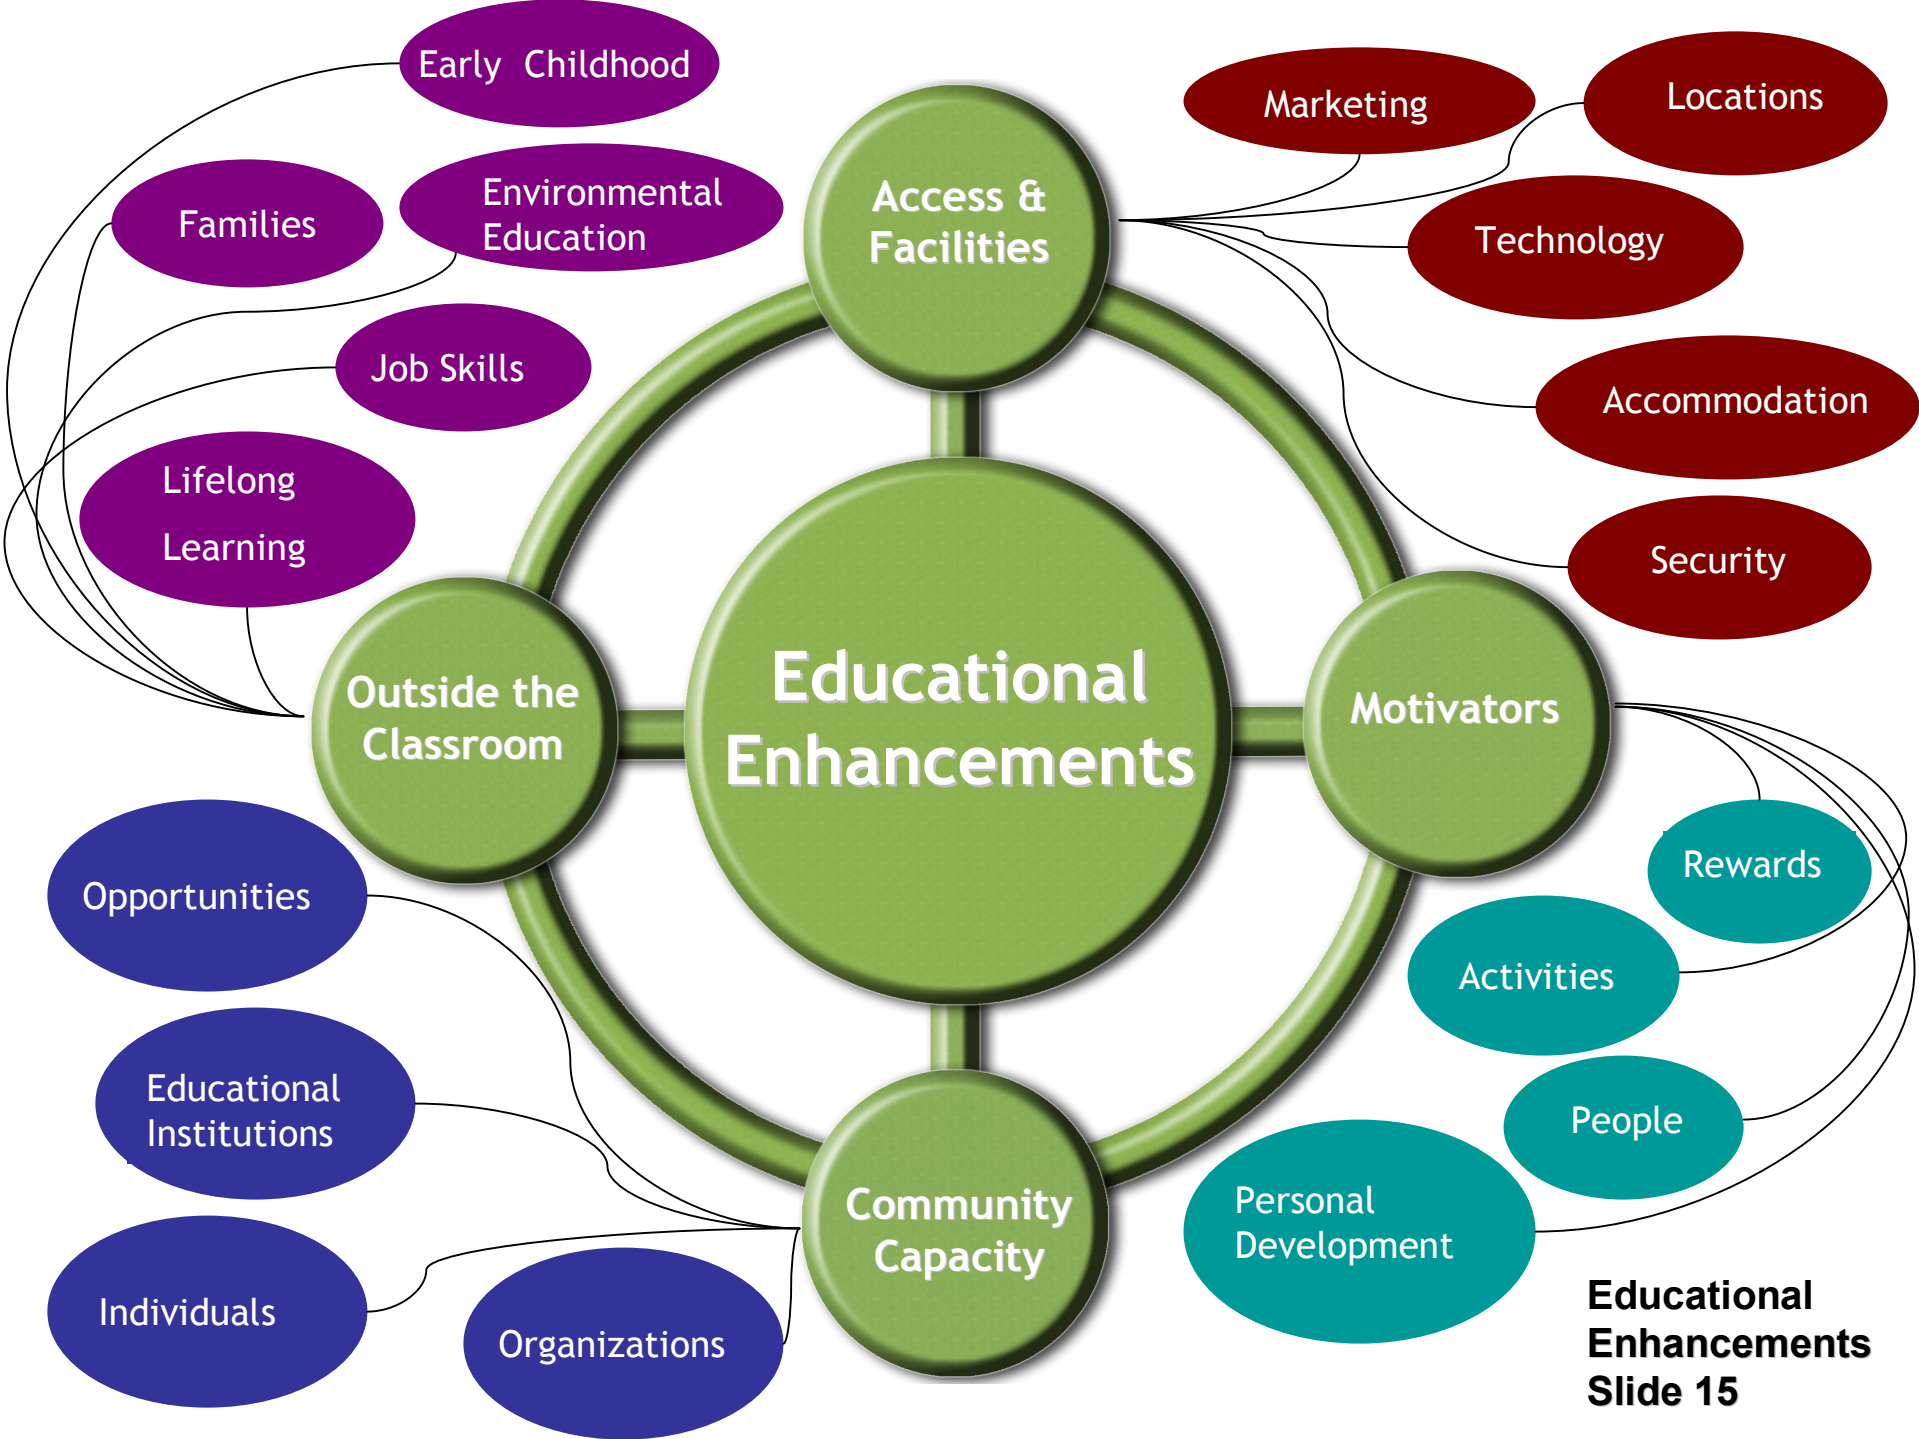 Early Childhood
Families
Environmental
Education
Job Skills
Lifelong
Learning
Access &
Facilities
Marketing
Locations
Technology
Accommodation
Security
Outside the
Classroom
Educational
Enhancements
Motivators
Opportunities
Educational
Institutions
Individuals
Organizations
Community
Capacity
Rewards
Activities
People
Personal
Development
Educational
Enhancements
Slide 15